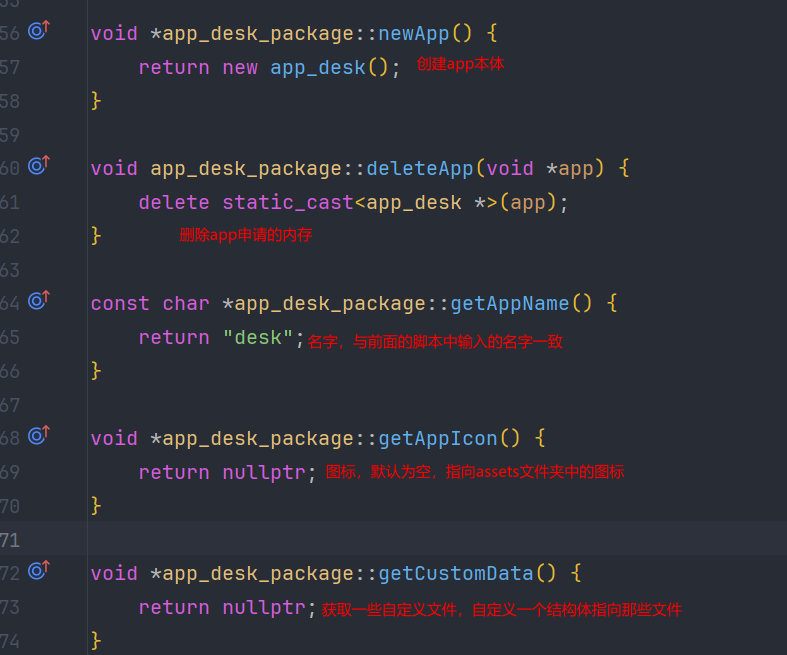 55
56 void *app_desk_package::newApp() {
57 return new app_desk(); 创建app本体
58 }
59
60 void app_desk_package::deleteApp(void *app) {
61 delete static_cast<app_desk *>(app);
62 } 删除app申请的内存
63
64 const char *app_desk_package::getAppName() {
65 return "desk"; 名字，与前面的脚本中输入的名字一致
66 }
67
68 void *app_desk_package::getAppIcon() {
69 return nullptr; 图标，默认为空，指向assets文件夹中的图标
70 }
71
72 void *app_desk_package::getCustomData() {
73 return nullptr; 获取一些自定义文件，自定义一个结构体指向那些文件
74 }